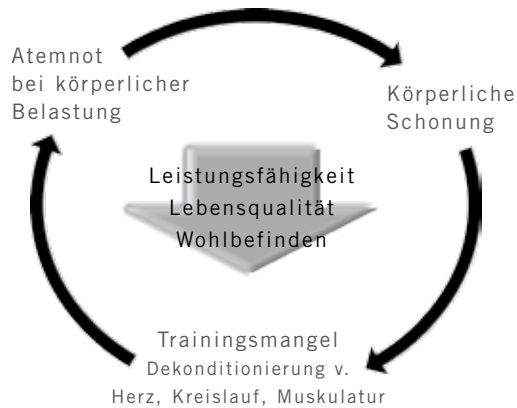 Atemnot
bei körperlicher
Belastung
Körperliche
Schonung
Leistungsfähigkeit
Lebensqualität
Wohlbefinden
Trainingsmangel
Dekonditionierung v.
Herz, Kreislauf, Muskulatur